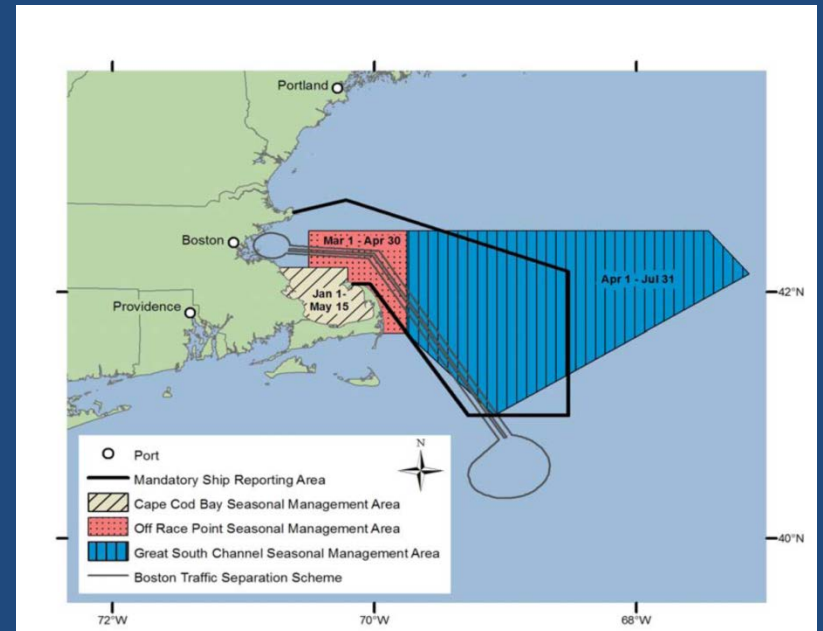 Portland
Boston
Mar 1 - Apr 30
Apr 1 - Jul 31
Jan 1-
May 15
42°N
Providence
N
Port
Mandatory Ship Reporting Area
Cape Cod Bay Seasonal Management Area
Off Race Point Seasonal Management Area
Great South Channel Seasonal Management Area
Boston Traffic Separation Scheme
40°N
72°W
70°W
68°W